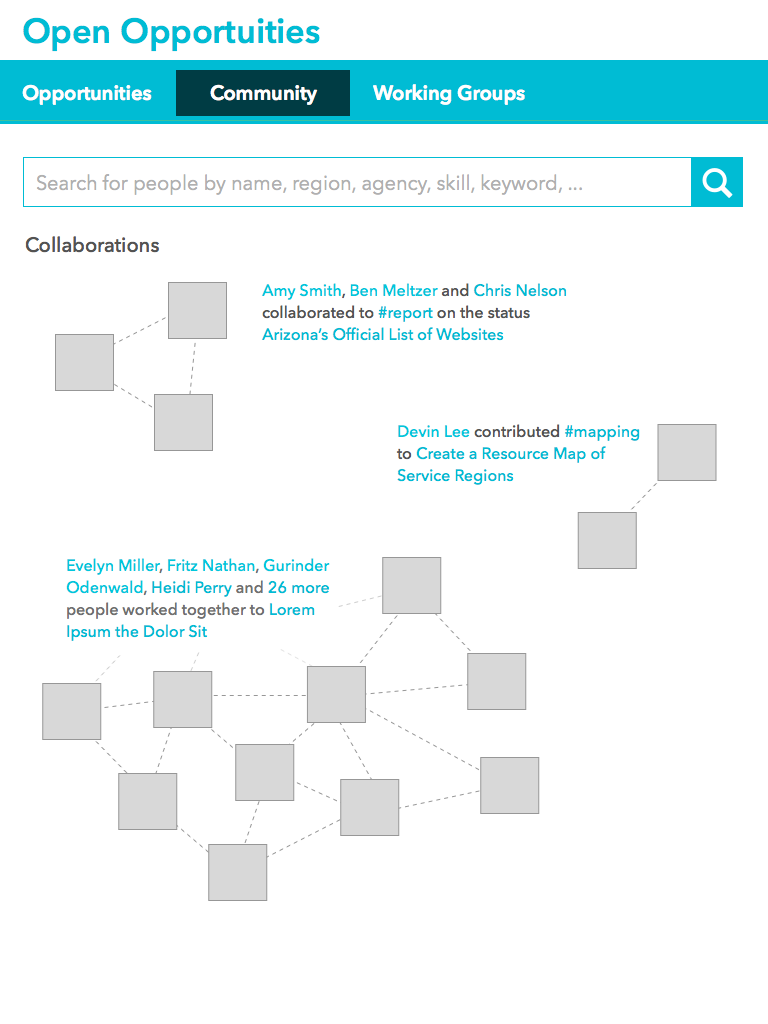 Open Opportuities
Opportunities
Community
Working Groups
Search for people by name, region, agency, skill, keyword, ...
Collaborations
Amy Smith, Ben Meltzer and Chris Nelson
collaborated to #report on the status
Arizona's Official List of Websites
Devin Lee contributed #mapping
to Create a Resource Map of
Service Regions
Evelyn Miller, Fritz Nathan, Gurinder
Odenwald, Heidi Perry and 26 more
people worked together to Lorem
Ipsum the Dolor Sit